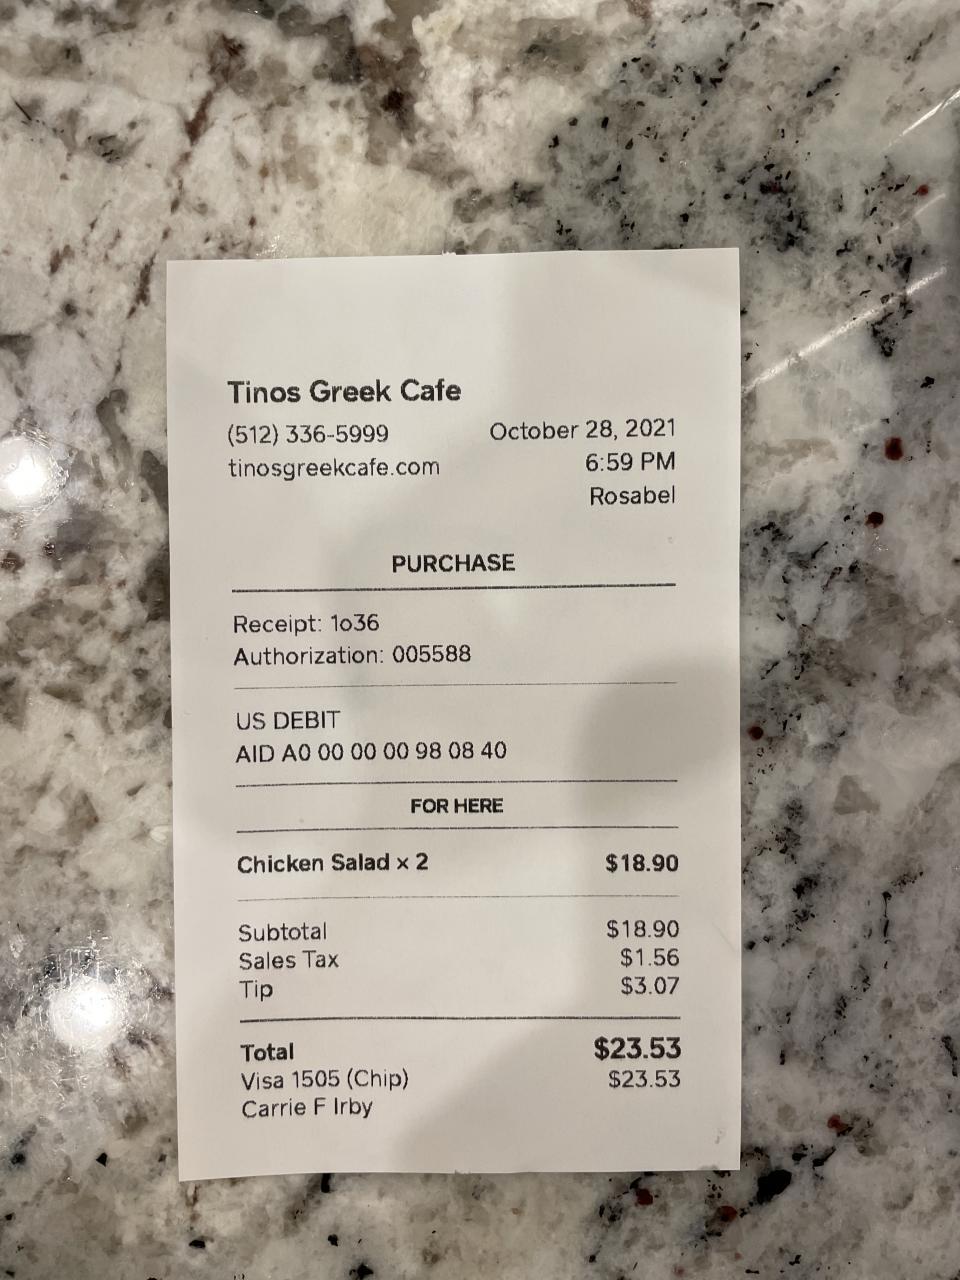 Tinos Greek Cafe
(512) 336-5999 October 28, 2021
tinosgreekcafe.com 6:59 PM
Rosabel
PURCHASE
Receipt: 1o36
Authorization: 005588
US DEBIT
AID A0 00 00 00 98 08 40
FOR HERE
Chicken Salad × 2 $18.90
Subtotal $18.90
Sales Tax $1.56
Tip $3.07
Total $23.53
Visa 1505 (Chip) $23.53
Carrie F Irby